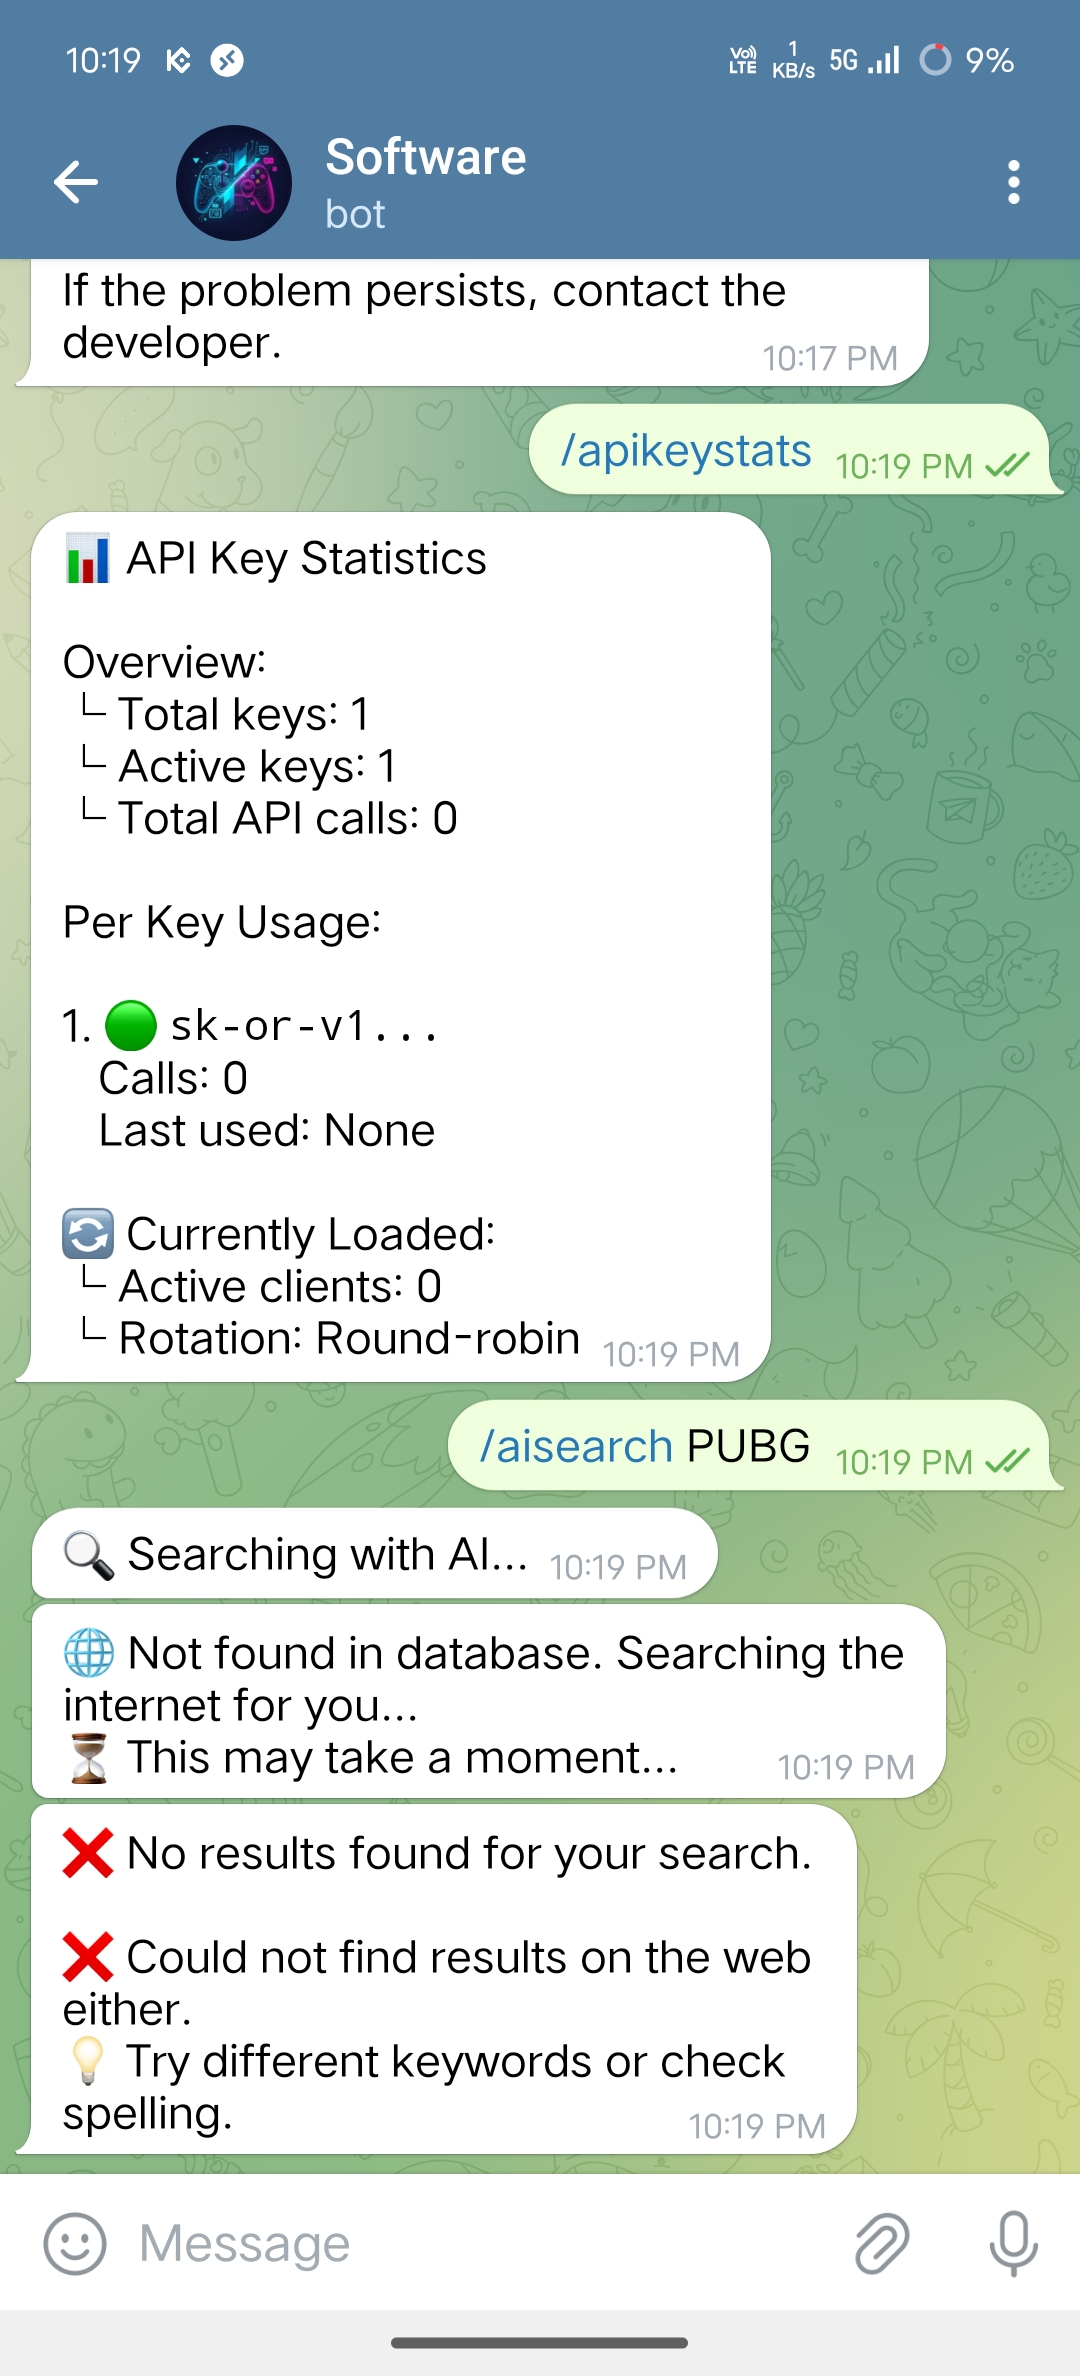 10:19
Vo)) LTE 1 KB/s 5G 9%
Software
bot
If the problem persists, contact the
developer.
10:17 PM
/apikeystats 10:19 PM
📊 API Key Statistics
Overview:
└ Total keys: 1
└ Active keys: 1
└ Total API calls: 0
Per Key Usage:
1. 🟢 sk-or-v1...
Calls: 0
Last used: None
🔄 Currently Loaded:
└ Active clients: 0
└ Rotation: Round-robin 10:19 PM
/aisearch PUBG 10:19 PM
🔍 Searching with AI... 10:19 PM
🌐 Not found in database. Searching the
internet for you...
⏳ This may take a moment... 10:19 PM
❌ No results found for your search.
❌ Could not find results on the web
either.
💡 Try different keywords or check
spelling. 10:19 PM
Message